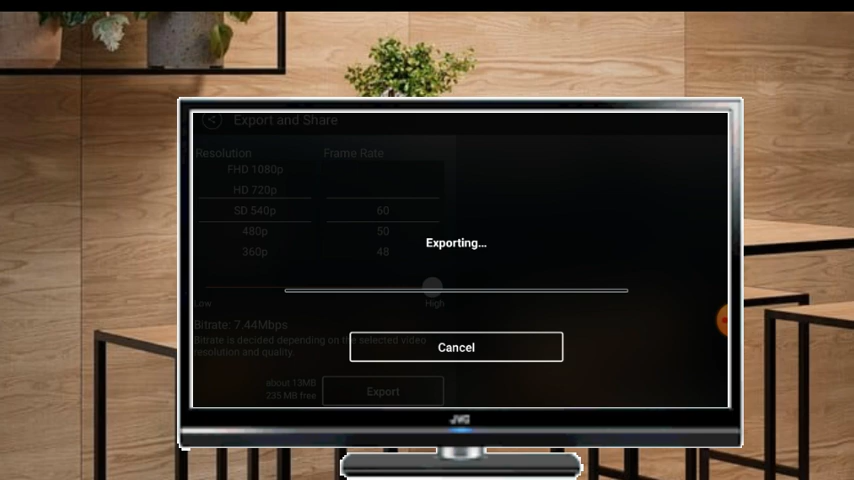 Export and Share
Resolution
Frame Rate
FHD 1080p
HD 720p
SD 540p
60
480p
50
360p
48
Exporting...
Low
High
Bitrate: 7.44Mbps
Bitrate is decided depending on the selected video
resolution and quality.
Cancel
about 13MB
235 MB free
Export
JVC